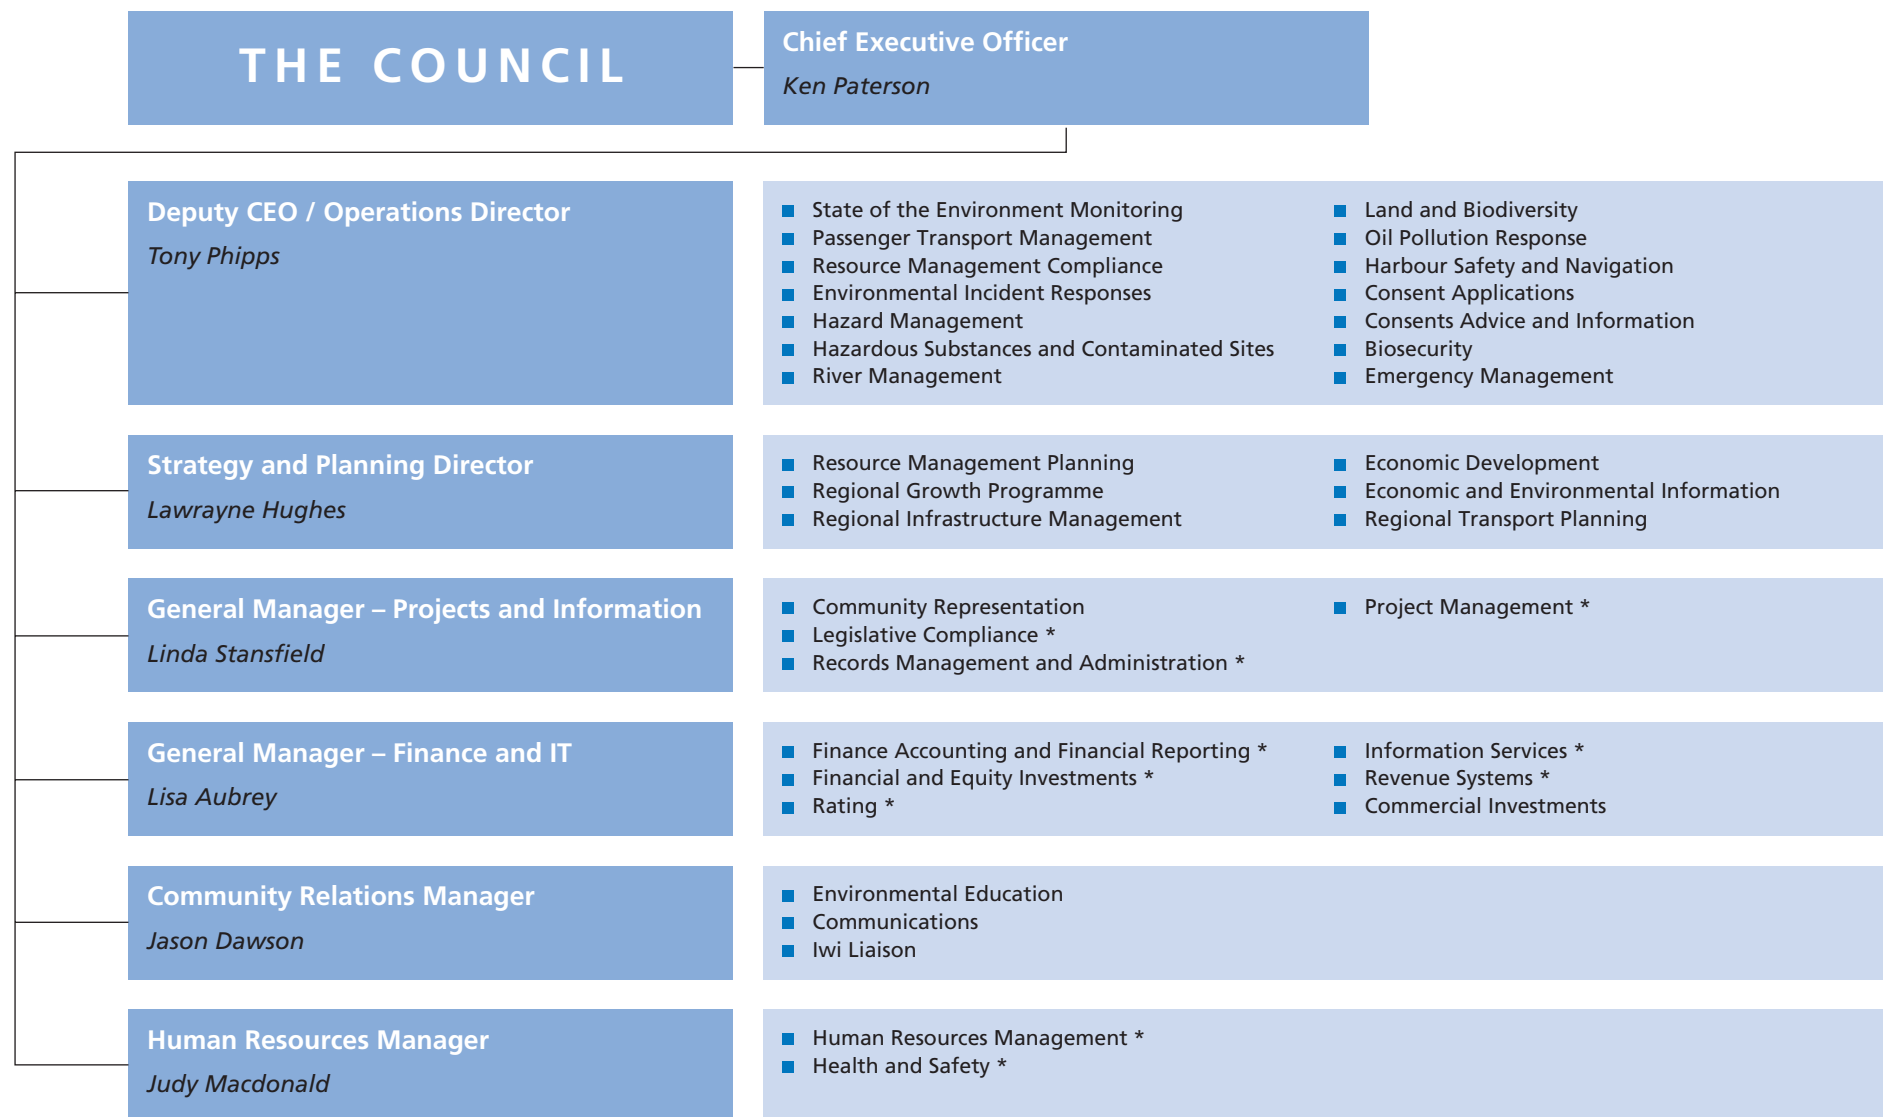 THE COUNCIL
Chief Executive Officer
Ken Paterson
Deputy CEO / Operations Director
Tony Phipps
State of the Environment Monitoring
Passenger Transport Management
Resource Management Compliance
Environmental Incident Responses
Hazard Management
Hazardous Substances and Contaminated Sites
River Management
Land and Biodiversity
Oil Pollution Response
Harbour Safety and Navigation
Consent Applications
Consents Advice and Information
Biosecurity
Emergency Management
Strategy and Planning Director
Lawrayne Hughes
Resource Management Planning
Regional Growth Programme
Regional Infrastructure Management
Economic Development
Economic and Environmental Information
Regional Transport Planning
General Manager – Projects and Information
Linda Stansfield
Community Representation
Legislative Compliance *
Records Management and Administration *
Project Management *
General Manager – Finance and IT
Lisa Aubrey
Finance Accounting and Financial Reporting *
Financial and Equity Investments *
Rating *
Information Services *
Revenue Systems *
Commercial Investments
Community Relations Manager
Jason Dawson
Environmental Education
Communications
Iwi Liaison
Human Resources Manager
Judy Macdonald
Human Resources Management *
Health and Safety *